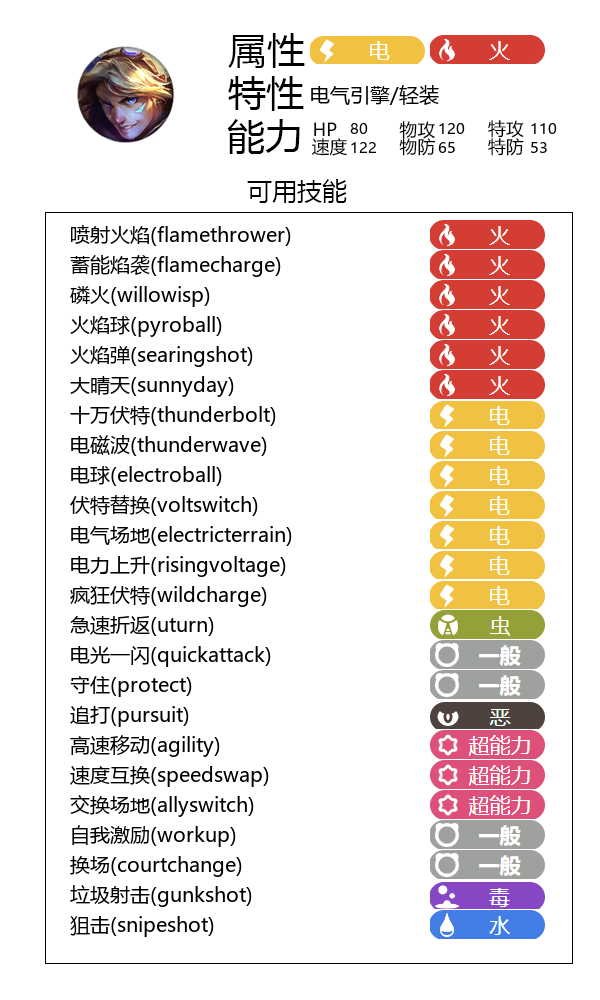 属性 电 火
特性 电气引擎/轻装
能力 HP 80 物攻 120 特攻 110
速度 122 物防 65 特防 53
可用技能
喷射火焰(flamethrower) 火
蓄能焰袭(flamecharge) 火
磷火(willowisp) 火
火焰球(pyroball) 火
火焰弹(searingshot) 火
大晴天(sunnyday) 火
十万伏特(thunderbolt) 电
电磁波(thunderwave) 电
电球(electroball) 电
伏特替换(voltswitch) 电
电气场地(electricterrain) 电
电力上升(risingvoltage) 电
疯狂伏特(wildcharge) 电
急速折返(uturn) 虫
电光一闪(quickattack) 一般
守住(protect) 一般
追打(pursuit) 恶
高速移动(agility) 超能力
速度互换(speedswap) 超能力
交换场地(allyswitch) 超能力
自我激励(workup) 一般
换场(courtchange) 一般
垃圾射击(gunkshot) 毒
狙击(snipeshot) 水